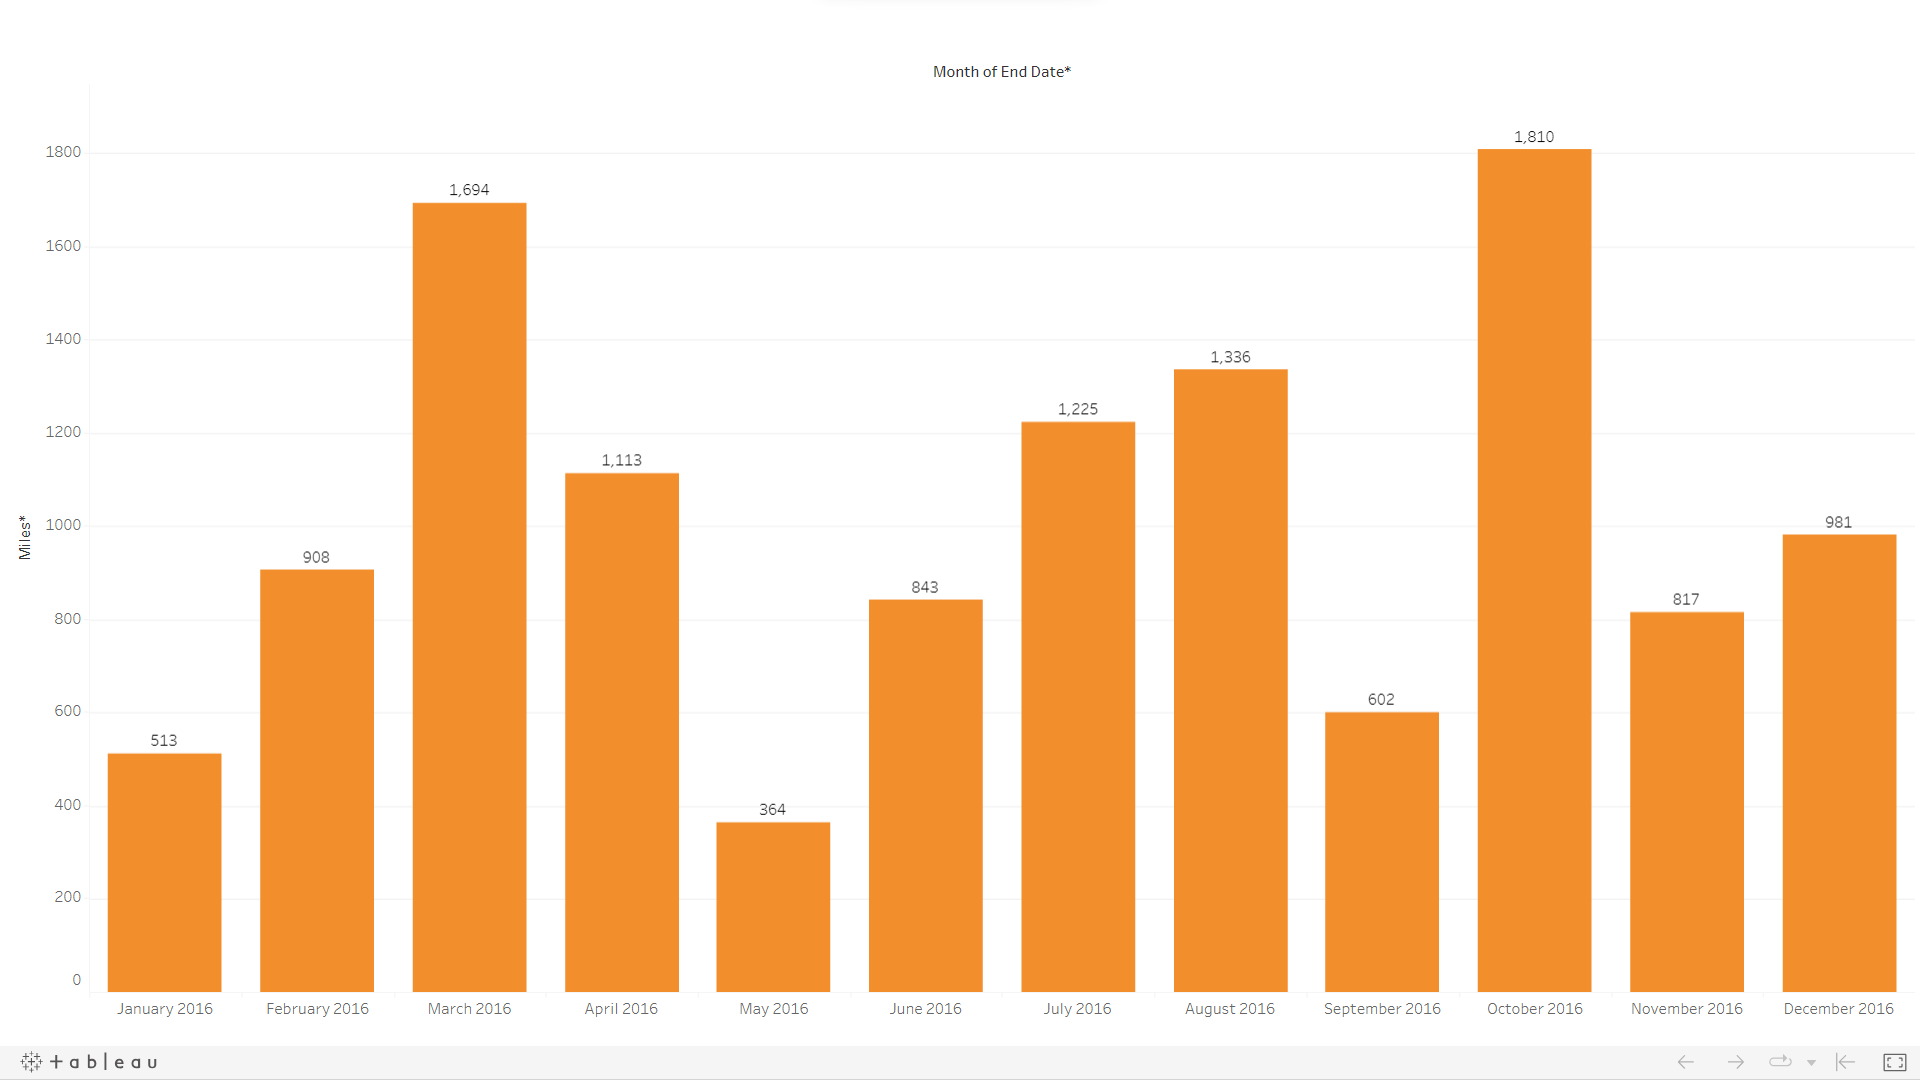 Month of End Date*
Miles*
1800
1600
1400
1200
1000
800
600
400
200
0
513
908
1,694
1,113
364
843
1,225
1,336
602
1,810
817
981
January 2016
February 2016
March 2016
April 2016
May 2016
June 2016
July 2016
August 2016
September 2016
October 2016
November 2016
December 2016
+ableau